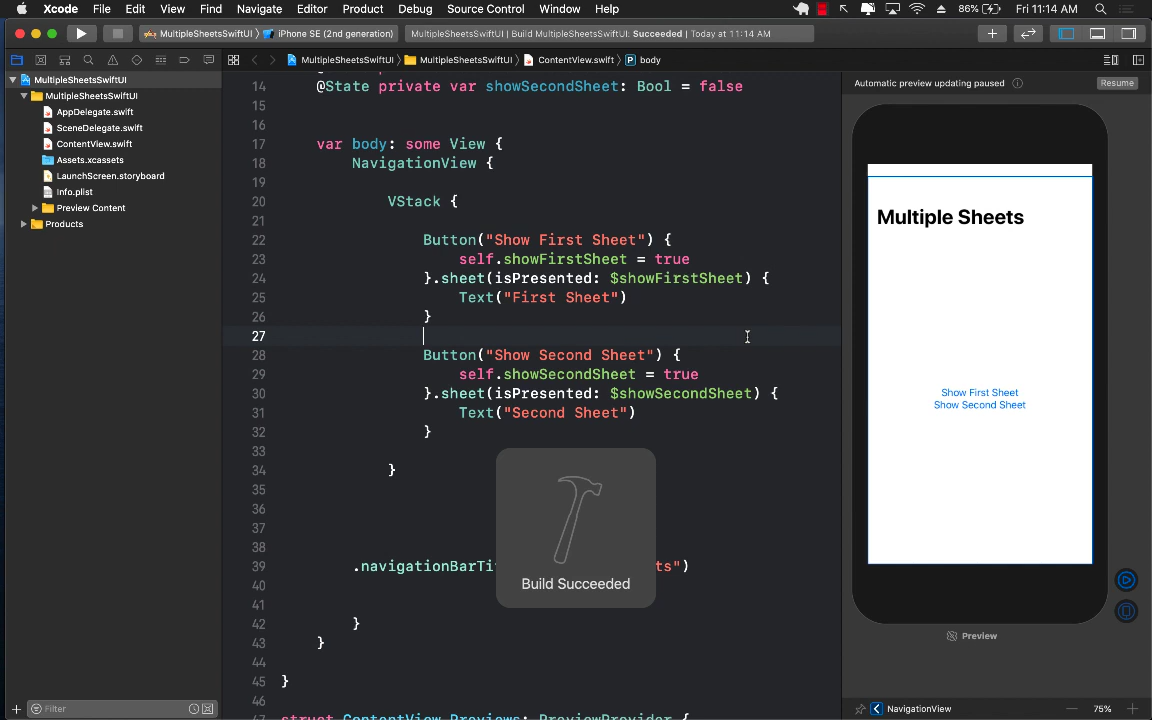 Xcode File Edit View Find Navigate Editor Product Debug Source Control Window Help 86% Fri 11:14 AM
MultipleSheetsSwiftUI 〉 iPhone SE (2nd generation) MultipleSheetsSwiftUI | Build MultipleSheetsSwiftUI: Succeeded | Today at 11:14 AM
MultipleSheetsSwiftUI 〉 MultipleSheetsSwiftUI 〉 ContentView.swift 〉 P body
MultipleSheetsSwiftUI
MultipleSheetsSwiftUI
AppDelegate.swift
SceneDelegate.swift
ContentView.swift
Assets.xcassets
LaunchScreen.storyboard
Info.plist
Preview Content
Products
Filter
14 @State private var showSecondSheet: Bool = false
15
16
17 var body: some View {
18 NavigationView {
19
20 VStack {
21
22 Button("Show First Sheet") {
23 self.showFirstSheet = true
24 }.sheet(isPresented: $showFirstSheet) {
25 Text("First Sheet")
26 }
27
28 Button("Show Second Sheet") {
29 self.showSecondSheet = true
30 }.sheet(isPresented: $showSecondSheet) {
31 Text("Second Sheet")
32 }
33
34 }
35
36
37
38
39 .navigationBarTi ts")
40
41
42 }
43 }
44
45 }
46
47 struct ContentView_Previews: PreviewProvider {
Build Succeeded
Automatic preview updating paused Resume
Multiple Sheets
Show First Sheet
Show Second Sheet
Preview
NavigationView 75%